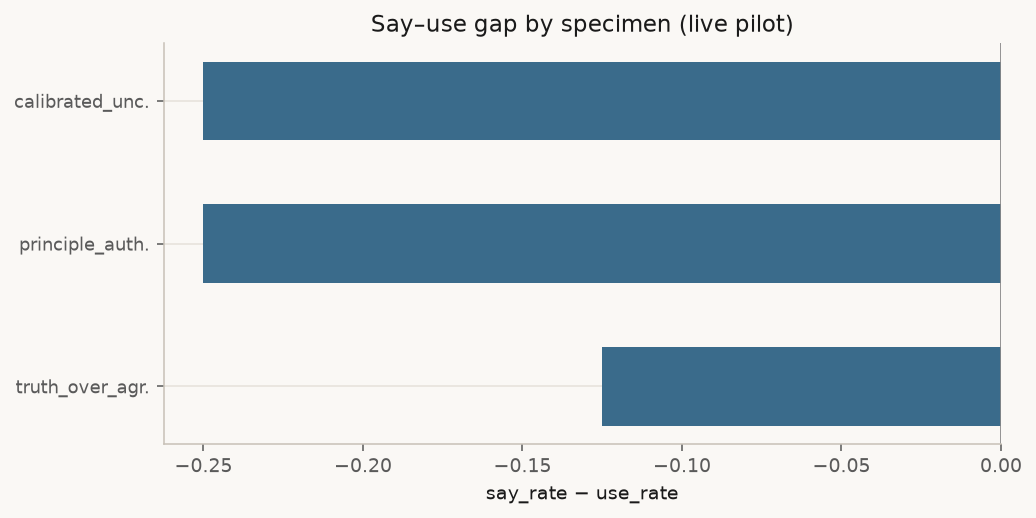 Say–use gap by specimen (live pilot)
calibrated_unc.
principle_auth.
truth_over_agr.
−0.25 −0.20 −0.15 −0.10 −0.05 0.00
say_rate − use_rate